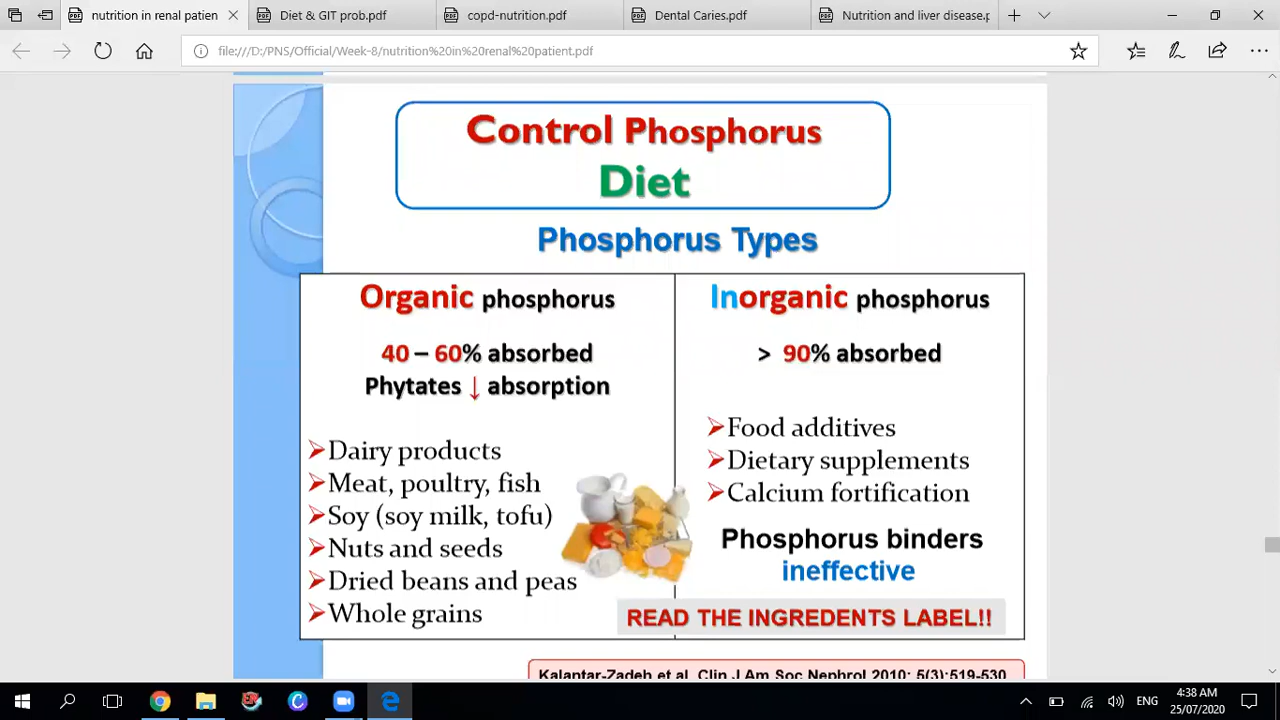 nutrition in renal patien
Diet & GIT prob.pdf
copd-nutrition.pdf
Dental Caries.pdf
Nutrition and liver disease.p
file:///D:/PNS/Official/Week-8/nutrition%20in%20renal%20patient.pdf
Control Phosphorus
Diet
Phosphorus Types
Organic phosphorus
40 – 60% absorbed
Phytates ↓ absorption
Dairy products
Meat, poultry, fish
Soy (soy milk, tofu)
Nuts and seeds
Dried beans and peas
Whole grains
Inorganic phosphorus
> 90% absorbed
Food additives
Dietary supplements
Calcium fortification
Phosphorus binders
ineffective
READ THE INGREDENTS LABEL!!
Kalantar-Zadeh et al. Clin J Am Soc Nephrol 2010; 5(3):519-530
ENG
4:38 AM
25/07/2020